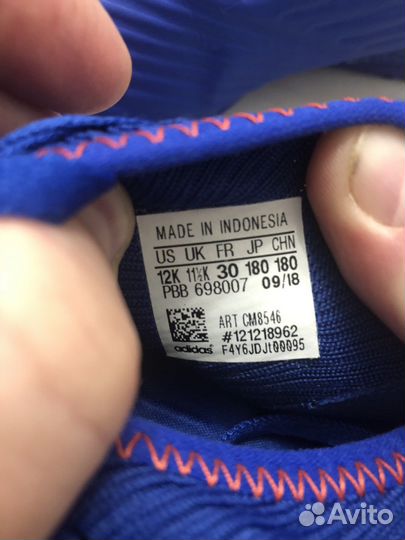 MADE IN INDONESIA
US UK FR JP CHN
12K 11½K 30 180 180
PBB 698007 09/18
ART CM8546
#121218962
adidas F4Y6JDJt00095
Avito